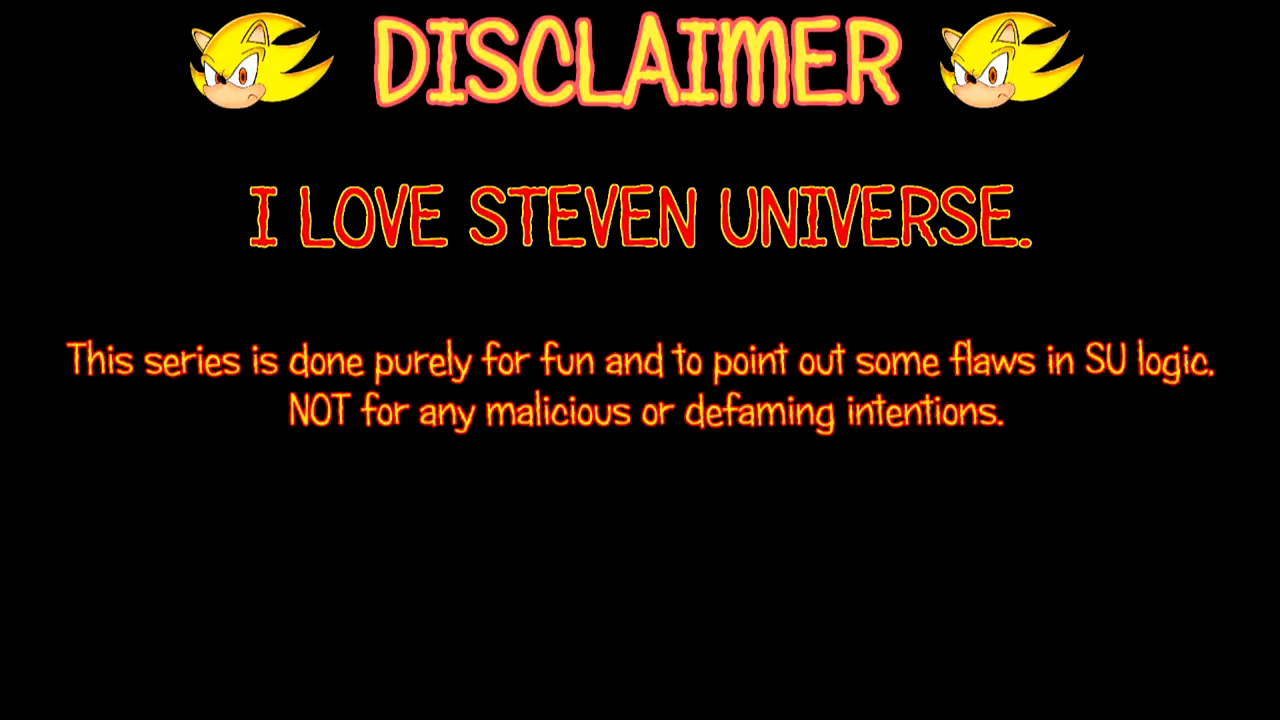 DISCLAIMER
I LOVE STEVEN UNIVERSE.
This series is done purely for fun and to point out some flaws in SU logic.
NOT for any malicious or defaming intentions.